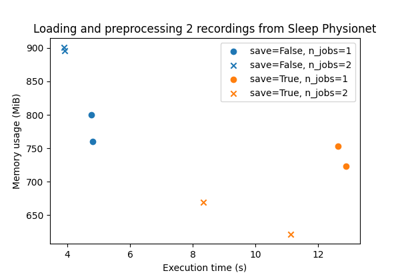 Loading and preprocessing 2 recordings from Sleep Physionet
save=False, n_jobs=1
save=False, n_jobs=2
save=True, n_jobs=1
save=True, n_jobs=2
Memory usage (MiB)
900
850
800
750
700
650
4 6 8 10 12
Execution time (s)